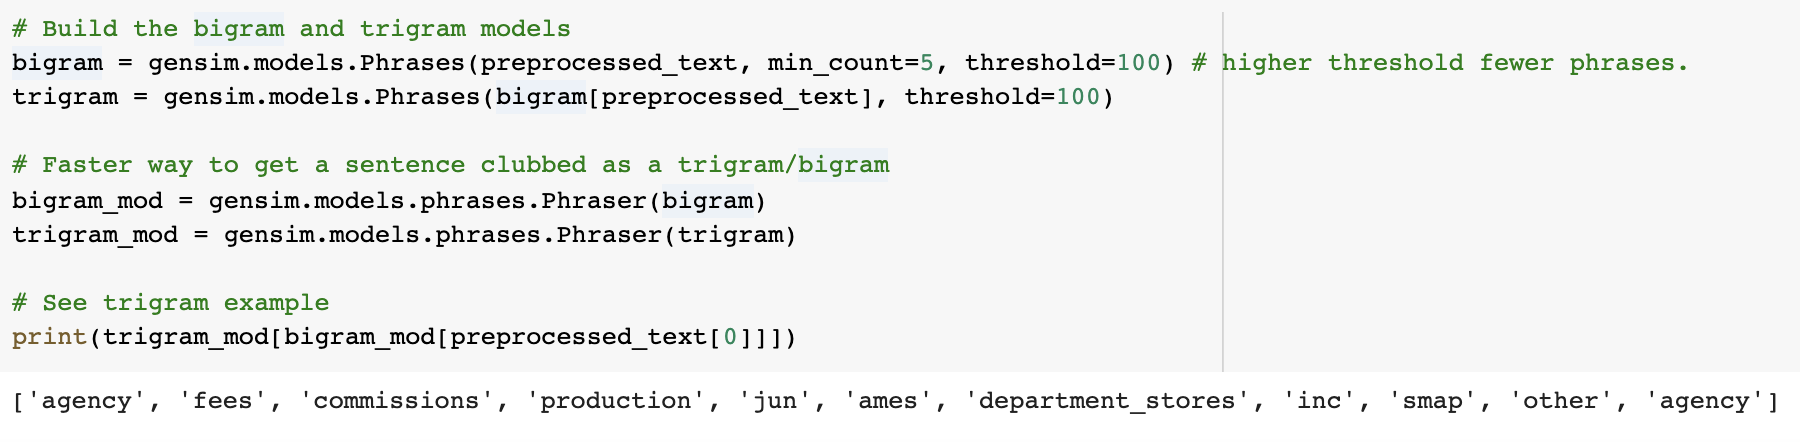 # Build the bigram and trigram models
bigram = gensim.models.Phrases(preprocessed_text, min_count=5, threshold=100) # higher threshold fewer phrases.
trigram = gensim.models.Phrases(bigram[preprocessed_text], threshold=100)
# Faster way to get a sentence clubbed as a trigram/bigram
bigram_mod = gensim.models.phrases.Phraser(bigram)
trigram_mod = gensim.models.phrases.Phraser(trigram)
# See trigram example
print(trigram_mod[bigram_mod[preprocessed_text[0]]])
['agency', 'fees', 'commissions', 'production', 'jun', 'ames', 'department_stores', 'inc', 'smap', 'other', 'agency']